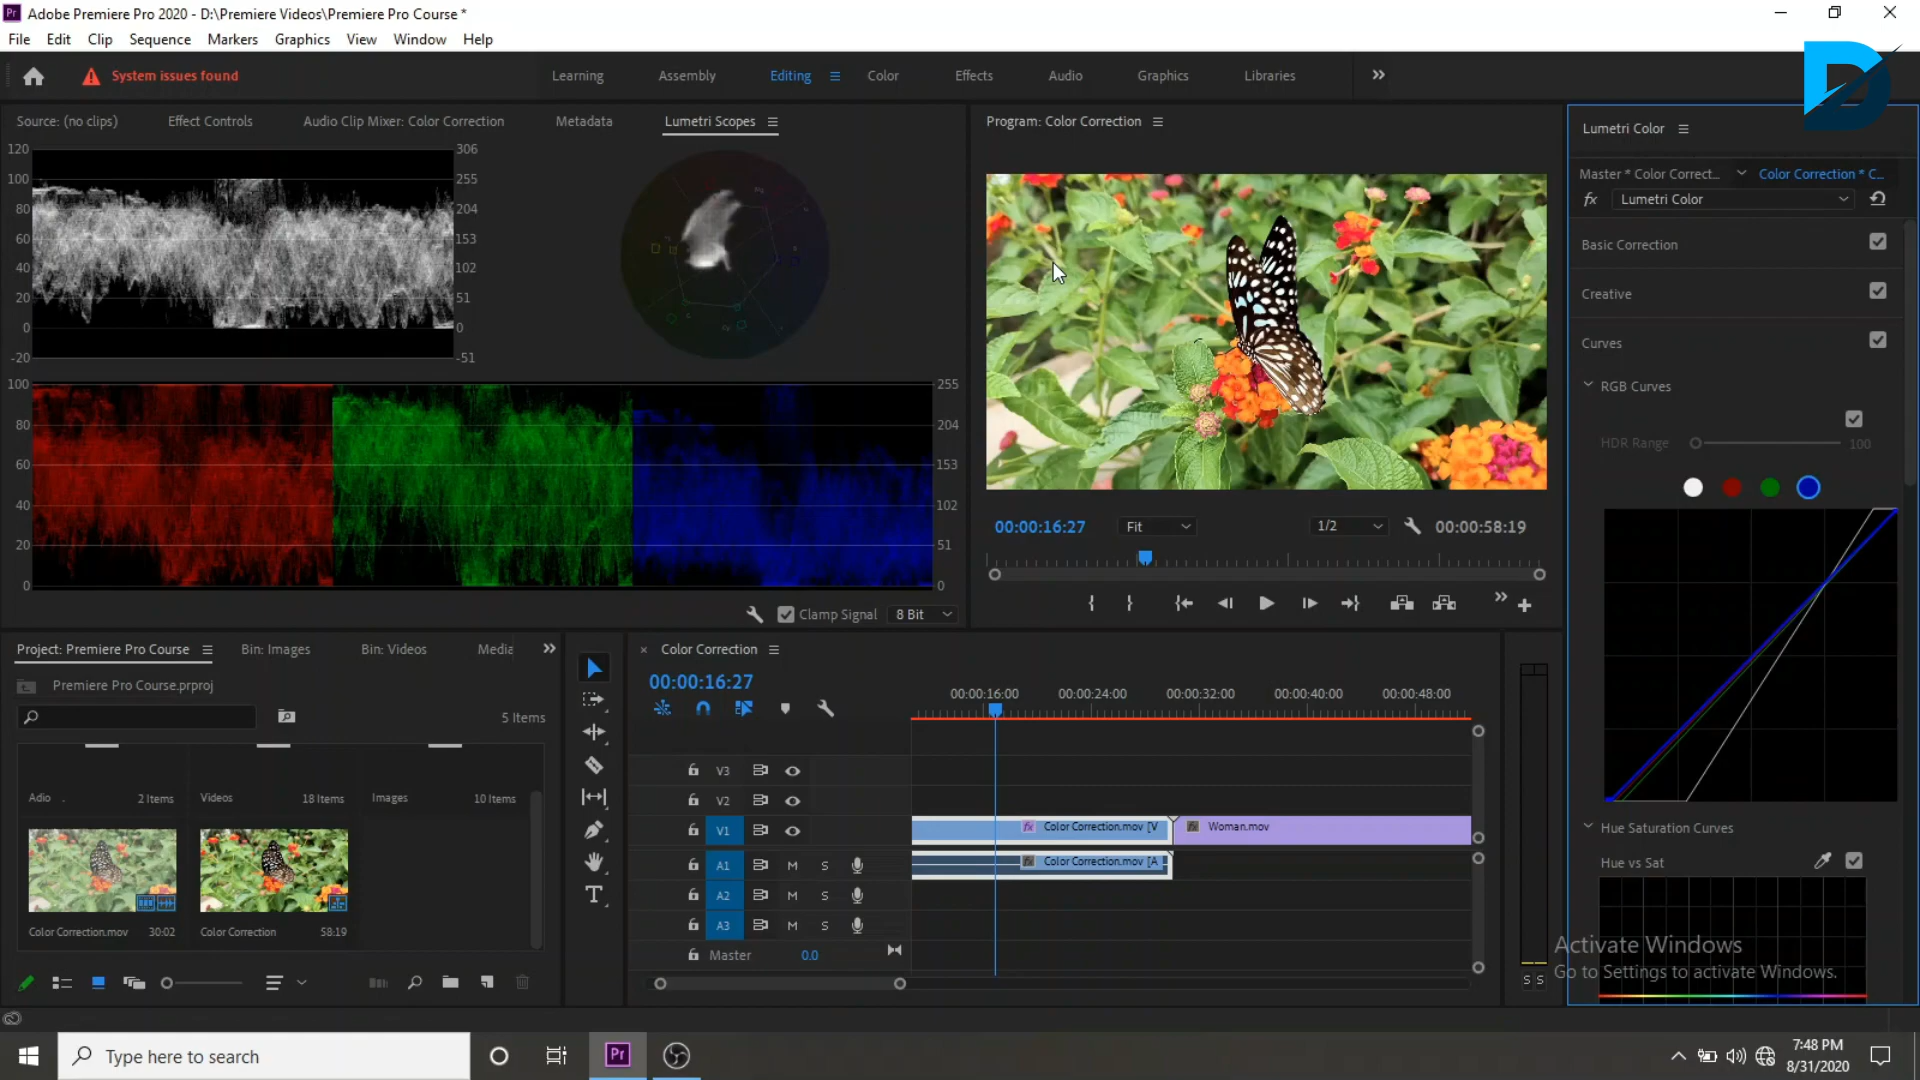 Adobe Premiere Pro 2020 - D:\Premiere Videos\Premiere Pro Course *
File Edit Clip Sequence Markers Graphics View Window Help
System issues found
Learning Assembly Editing Color Effects Audio Graphics Libraries
Source: (no clips) Effect Controls Audio Clip Mixer: Color Correction Metadata Lumetri Scopes
Program: Color Correction
Lumetri Color
Master * Color Correct... Color Correction * C...
fx Lumetri Color
Basic Correction
Creative
Curves
RGB Curves
HDR Range 100
120 306
100 255
80 204
60 153
40 102
20 51
0 0
-20 -51
100 255
80 204
60 153
40 102
20 51
0 0
Clamp Signal 8 Bit
00:00:16:27 Fit 1/2 00:00:58:19
Hue Saturation Curves
Hue vs Sat
Project: Premiere Pro Course Bin: Images Bin: Videos Media
Premiere Pro Course.prproj
5 Items
Adio 2 Items Videos 18 Items Images 10 Items
Color Correction.mov 30:02 Color Correction 58:19
Color Correction
00:00:16:27
00:00:16:00 00:00:24:00 00:00:32:00 00:00:40:00 00:00:48:00
V3
V2
V1 fx Color Correction.mov [V fx Woman.mov
A1 M S fx Color Correction.mov [A
A2 M S
A3 M S
Master 0.0
S S
Activate Windows
Go to Settings to activate Windows.
Type here to search
Pr
7:48 PM
8/31/2020